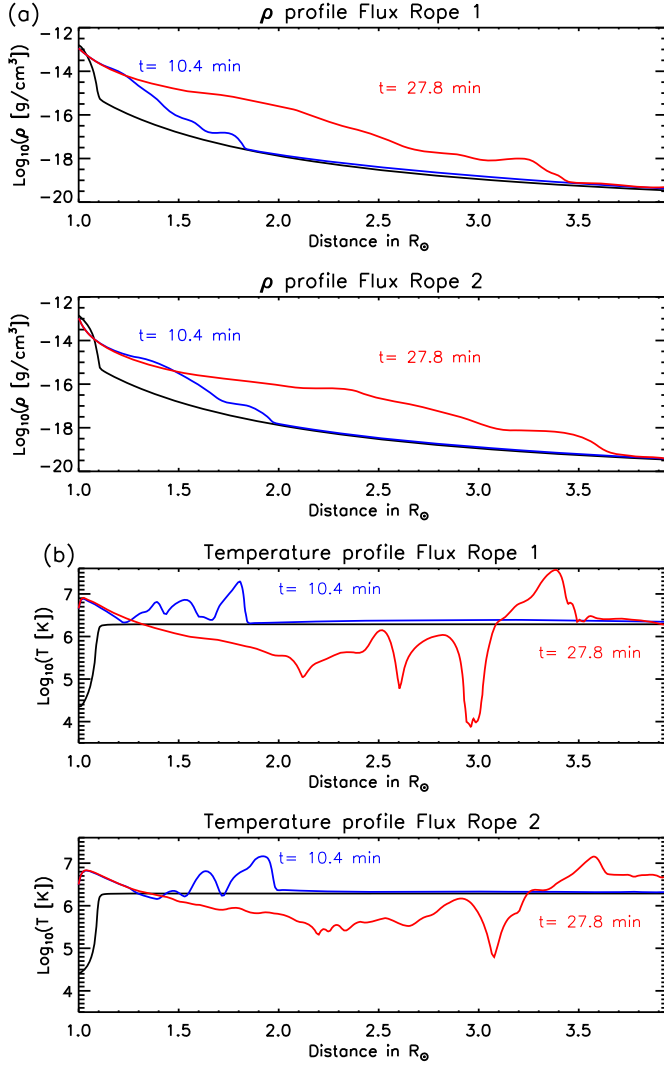 (a)
ρ profile Flux Rope 1
Log₁₀(ρ [g/cm³])
-12
-14
-16
-18
-20
t= 10.4 min
t= 27.8 min
1.0 1.5 2.0 2.5 3.0 3.5
Distance in R⊙
ρ profile Flux Rope 2
Log₁₀(ρ [g/cm³])
-12
-14
-16
-18
-20
t= 10.4 min
t= 27.8 min
1.0 1.5 2.0 2.5 3.0 3.5
Distance in R⊙
(b)
Temperature profile Flux Rope 1
Log₁₀(T [K])
7
6
5
4
t= 10.4 min
t= 27.8 min
1.0 1.5 2.0 2.5 3.0 3.5
Distance in R⊙
Temperature profile Flux Rope 2
Log₁₀(T [K])
7
6
5
4
t= 10.4 min
t= 27.8 min
1.0 1.5 2.0 2.5 3.0 3.5
Distance in R⊙